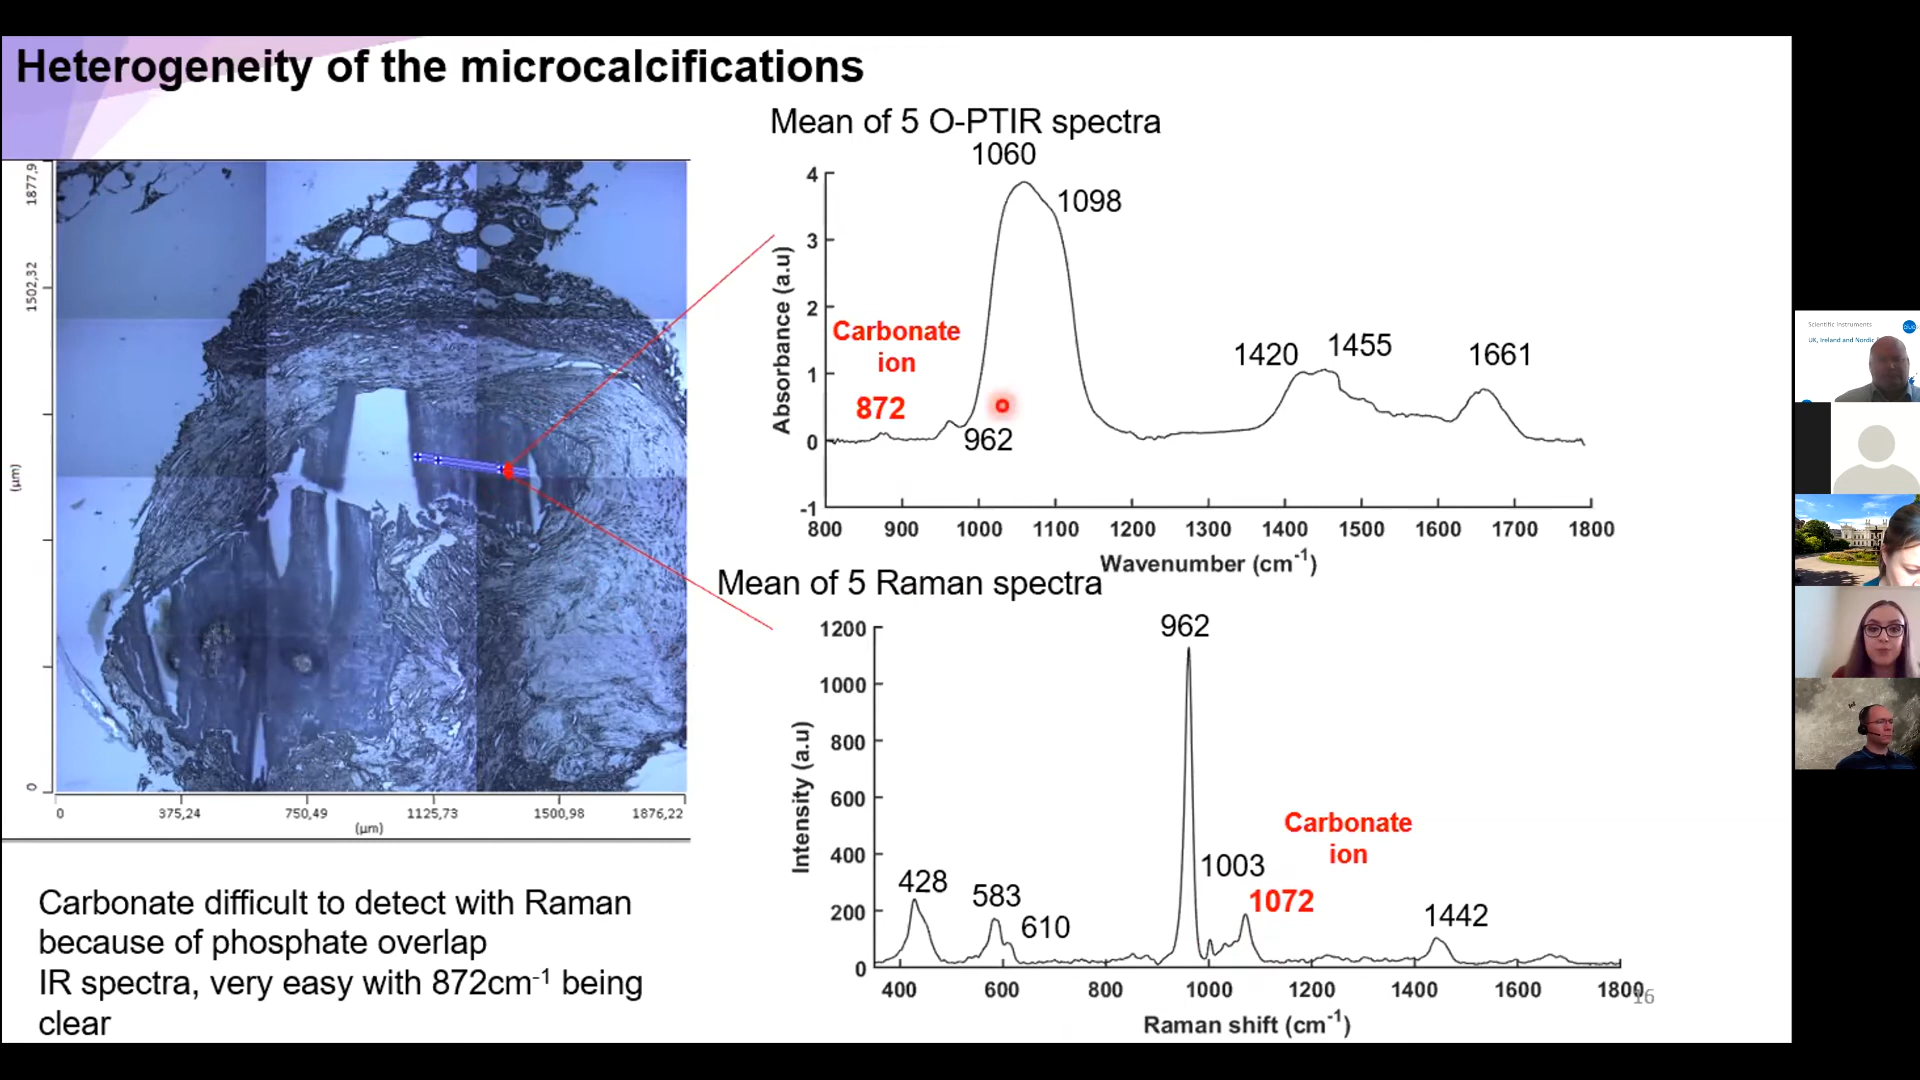 Heterogeneity of the microcalcifications
Mean of 5 O-PTIR spectra
1060
1098
Carbonate
ion
872
962
1420
1455
1661
Absorbance (a.u)
4
3
2
1
0
-1
800 900 1000 1100 1200 1300 1400 1500 1600 1700 1800
Wavenumber (cm-1)
1877,9
1502,32
0
(µm)
0 375,24 750,49 1125,73 1500,98 1876,22
(µm)
Mean of 5 Raman spectra
962
428
583
610
1003
1072
Carbonate
ion
1442
Intensity (a.u)
1200
1000
800
600
400
200
0
400 600 800 1000 1200 1400 1600 1800
Raman shift (cm-1)
16
Carbonate difficult to detect with Raman
because of phosphate overlap
IR spectra, very easy with 872cm-1 being
clear
Scientific Instruments
UK, Ireland and Nordic